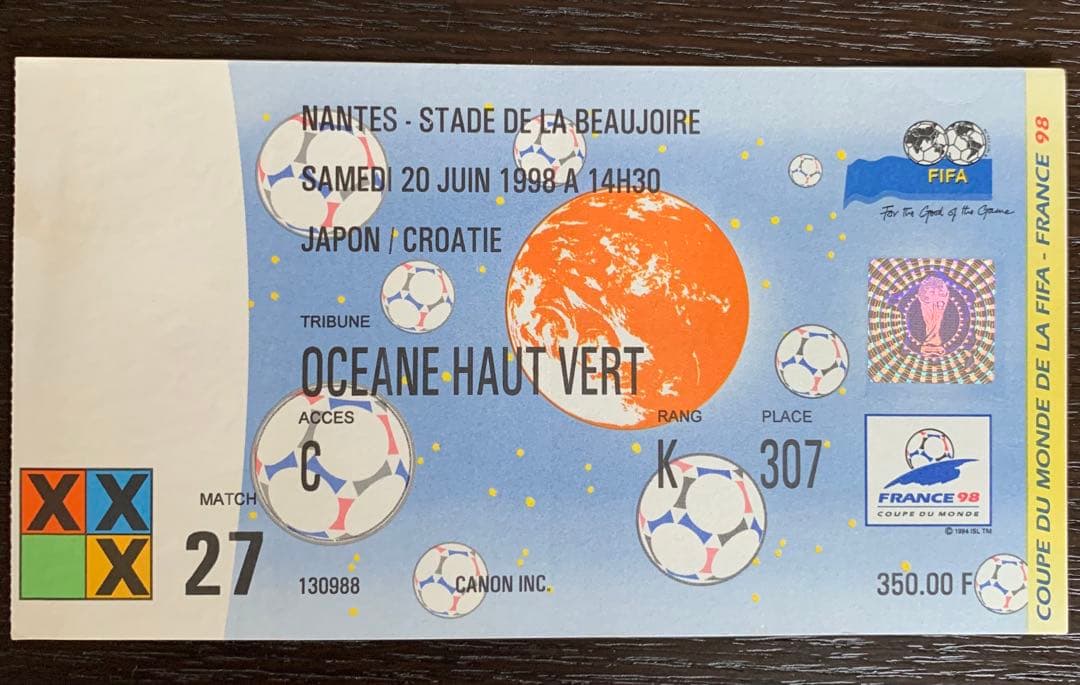 NANTES - STADE DE LA BEAUJOIRE
SAMEDI 20 JUIN 1998 A 14H30
JAPON / CROATIE
TRIBUNE
OCEANE HAUT VERT
ACCES RANG PLACE
C K 307
MATCH
27
X X
X
130988 CANON INC. 350.00 F
FIFA
For the Good of the Game
FRANCE 98
COUPE DU MONDE
© 1994 ISL TM
COUPE DU MONDE DE LA FIFA - FRANCE 98